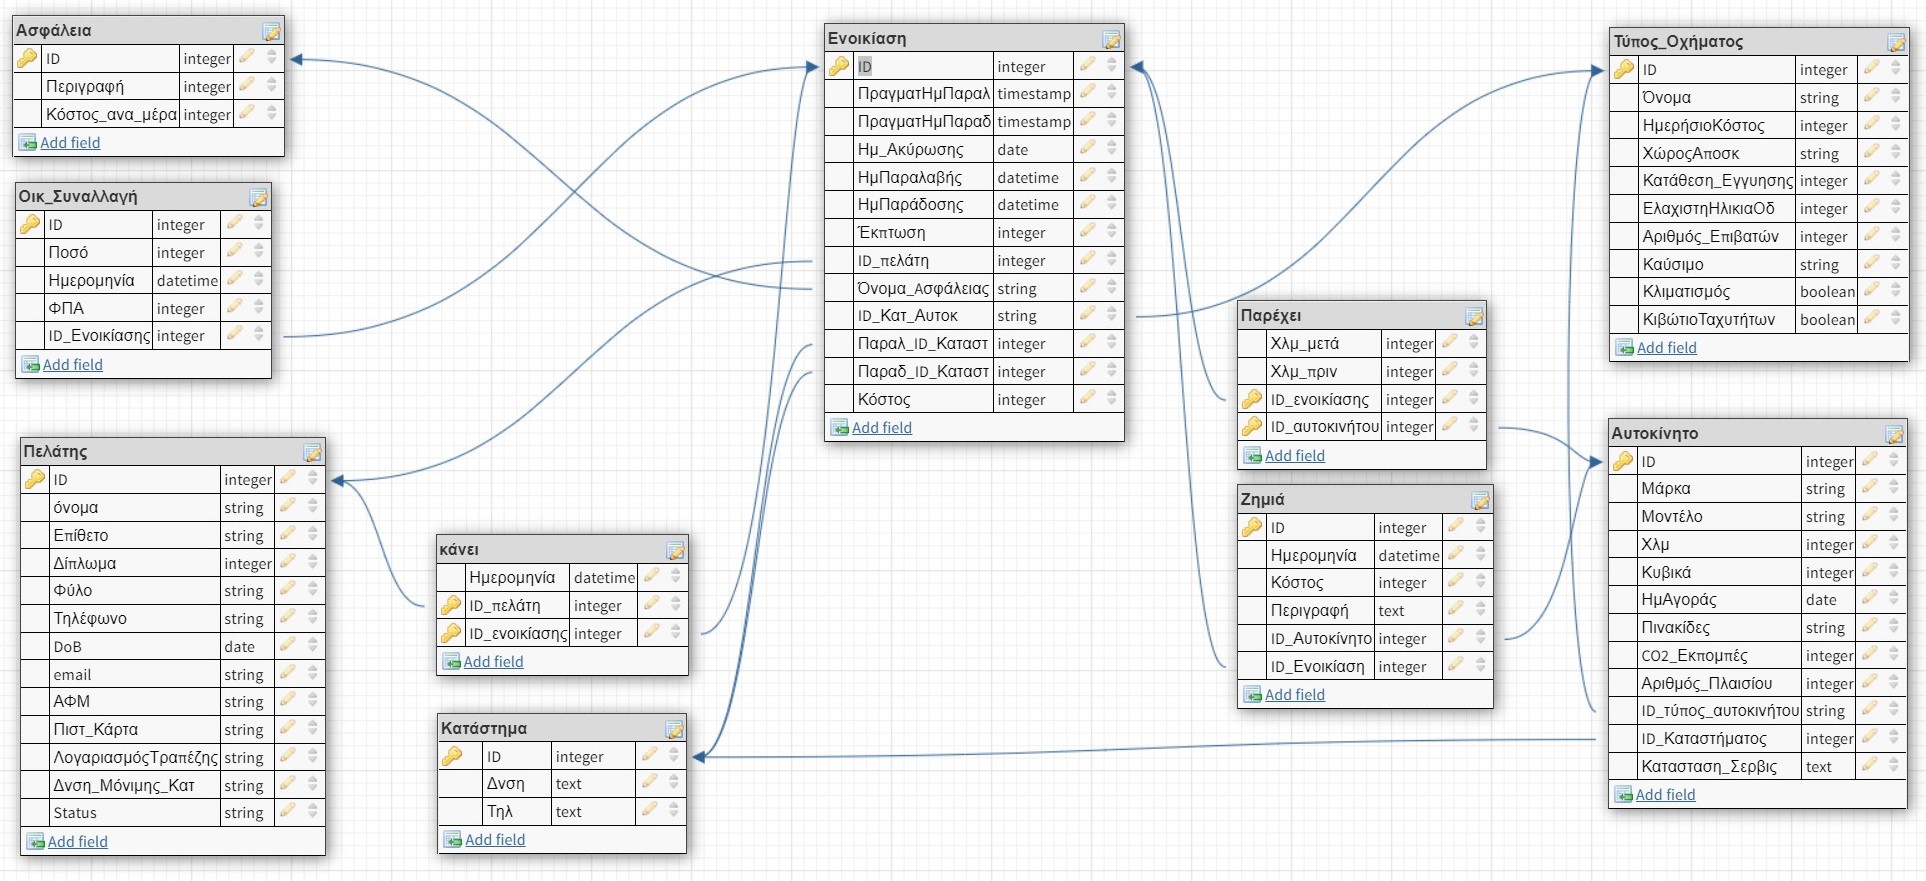 Ασφάλεια
ID integer
Περιγραφή integer
Κόστος_ανα_μέρα integer
Add field
Οικ_Συναλλαγή
ID integer
Ποσό integer
Ημερομηνία datetime
ΦΠΑ integer
ID_Ενοικίασης integer
Add field
Πελάτης
ID integer
όνομα string
Επίθετο string
Δίπλωμα integer
Φύλο string
Τηλέφωνο string
DoB date
email string
ΑΦΜ string
Πιστ_Κάρτα string
ΛογαριασμόςΤραπέζης string
Δνση_Μόνιμης_Κατ string
Status string
Add field
κάνει
Ημερομηνία datetime
ID_πελάτη integer
ID_ενοικίασης integer
Add field
Κατάστημα
ID integer
Δνση text
Τηλ text
Add field
Ενοικίαση
ID integer
ΠραγματΗμΠαραλ timestamp
ΠραγματΗμΠαραδ timestamp
Ημ_Ακύρωσης date
ΗμΠαραλαβής datetime
ΗμΠαράδοσης datetime
Έκπτωση integer
ID_πελάτη integer
Όνομα_Ασφάλειας string
ID_Κατ_Αυτοκ string
Παραλ_ID_Καταστ integer
Παραδ_ID_Καταστ integer
Κόστος integer
Add field
Παρέχει
Χλμ_μετά integer
Χλμ_πριν integer
ID_ενοικίασης integer
ID_αυτοκινήτου integer
Add field
Ζημιά
ID integer
Ημερομηνία datetime
Κόστος integer
Περιγραφή text
ID_Αυτοκίνητο integer
ID_Ενοικίαση integer
Add field
Τύπος_Οχήματος
ID integer
Όνομα string
ΗμερήσιοΚόστος integer
ΧώροςΑποσκ string
Κατάθεση_Εγγυησης integer
ΕλαχιστηΗλικιαΟδ integer
Αριθμός_Επιβατών integer
Καύσιμο string
Κλιματισμός boolean
ΚιβώτιοΤαχυτήτων boolean
Add field
Αυτοκίνητο
ID integer
Μάρκα string
Μοντέλο string
Χλμ integer
Κυβικά integer
ΗμΑγοράς date
Πινακίδες string
CO2_Εκπομπές integer
Αριθμός_Πλαισίου integer
ID_τύπος_αυτοκινήτου string
ID_Καταστήματος integer
Κατασταση_Σερβις text
Add field